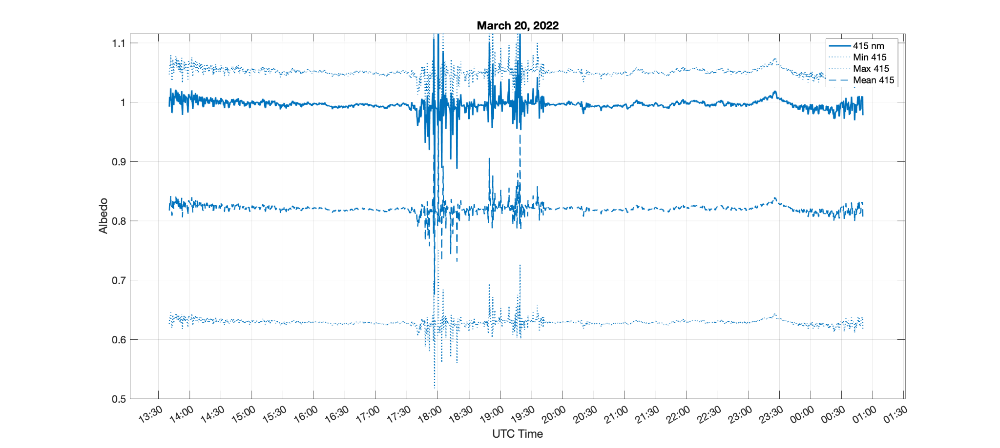 March 20, 2022
1.1
1
0.9
0.8
0.7
0.6
0.5
Albedo
415 nm
Min 415
Max 415
Mean 415
13:30 14:00 14:30 15:00 15:30 16:00 16:30 17:00 17:30 18:00 18:30 19:00 19:30 20:00 20:30 21:00 21:30 22:00 22:30 23:00 23:30 00:00 00:30 01:00 01:30
UTC Time